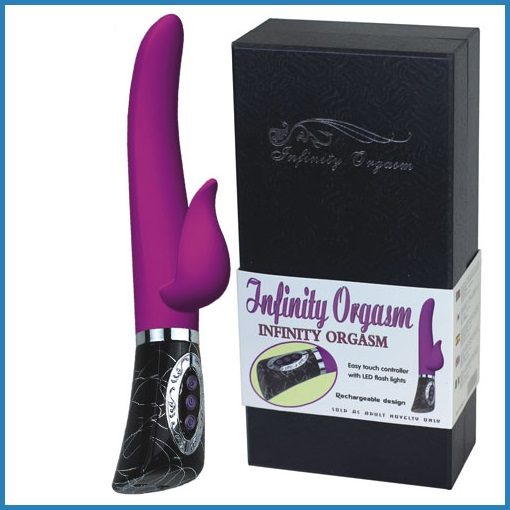 Infinity Orgasm
Infinity Orgasm
INFINITY ORGASM
Easy touch controller
with LED flash lights
Rechargeable design
SOLD AS ADULT NOVELTY ONLY